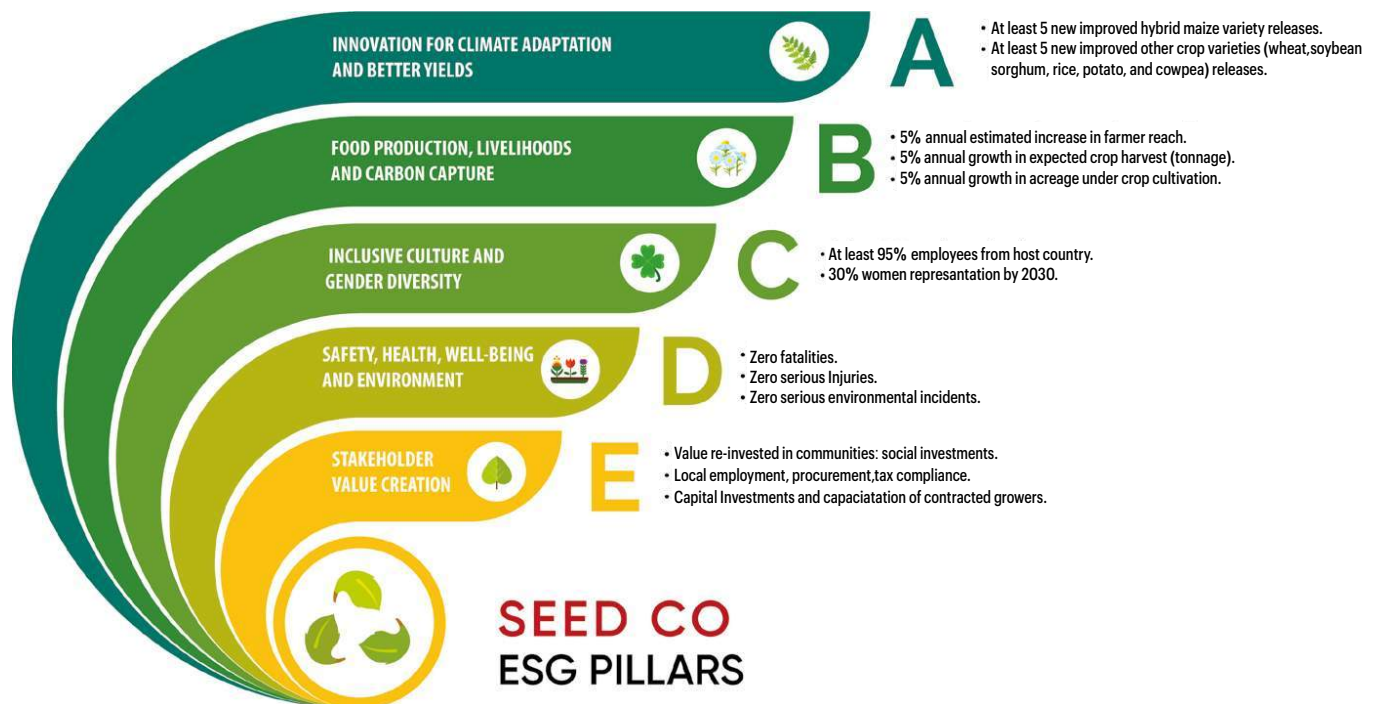 INNOVATION FOR CLIMATE ADAPTATION
AND BETTER YIELDS
A
• At least 5 new improved hybrid maize variety releases.
• At least 5 new improved other crop varieties (wheat,soybean
sorghum, rice, potato, and cowpea) releases.
FOOD PRODUCTION, LIVELIHOODS
AND CARBON CAPTURE
B
• 5% annual estimated increase in farmer reach.
• 5% annual growth in expected crop harvest (tonnage).
• 5% annual growth in acreage under crop cultivation.
INCLUSIVE CULTURE AND
GENDER DIVERSITY
C
• At least 95% employees from host country.
• 30% women represantation by 2030.
SAFETY, HEALTH, WELL-BEING
AND ENVIRONMENT
D
• Zero fatalities.
• Zero serious Injuries.
• Zero serious environmental incidents.
STAKEHOLDER
VALUE CREATION
E
• Value re-invested in communities: social investments.
• Local employment, procurement,tax compliance.
• Capital Investments and capaciatation of contracted growers.
SEED CO
ESG PILLARS